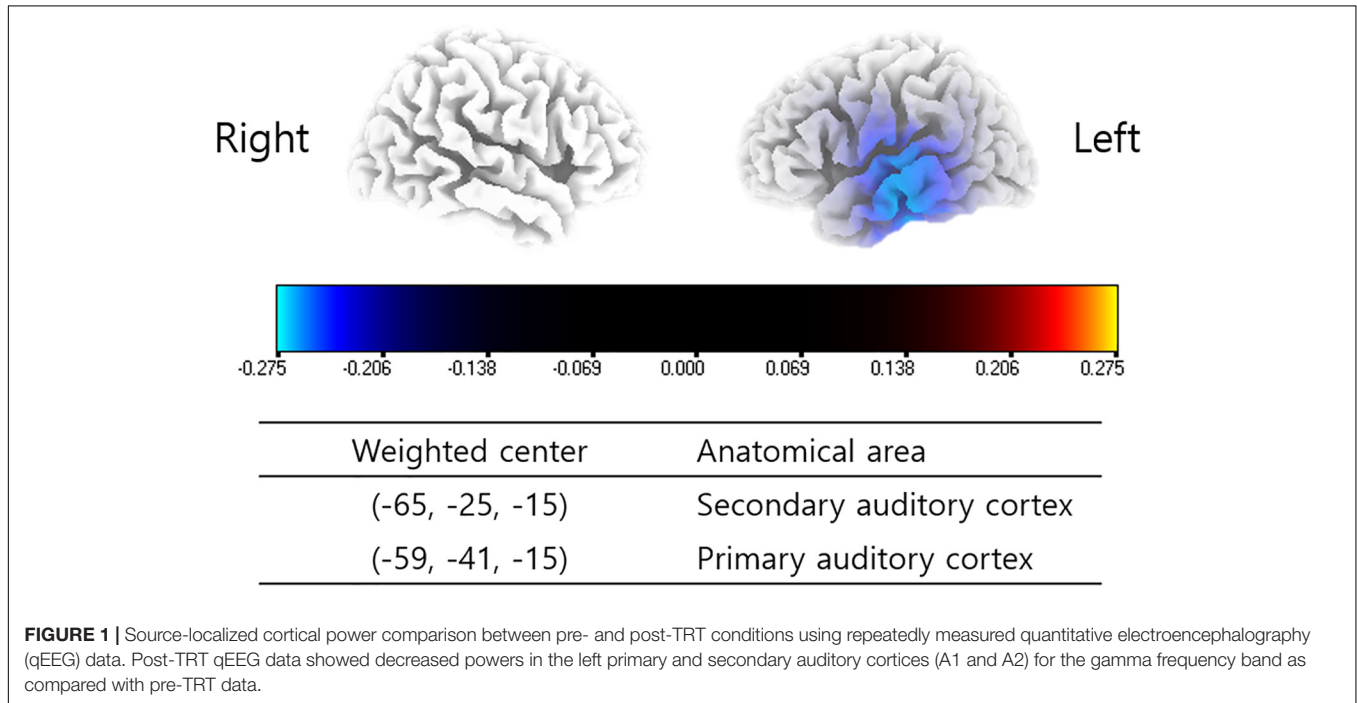 Right
Left
-0.275 -0.206 -0.138 -0.069 0.000 0.069 0.138 0.206 0.275
Weighted center Anatomical area
(-65, -25, -15) Secondary auditory cortex
(-59, -41, -15) Primary auditory cortex
FIGURE 1 | Source-localized cortical power comparison between pre- and post-TRT conditions using repeatedly measured quantitative electroencephalography
(qEEG) data. Post-TRT qEEG data showed decreased powers in the left primary and secondary auditory cortices (A1 and A2) for the gamma frequency band as
compared with pre-TRT data.